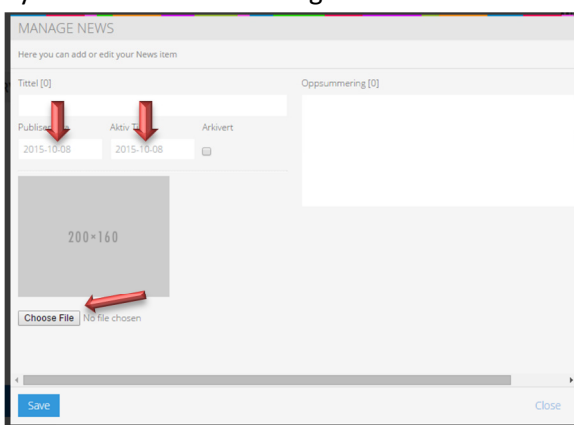 MANAGE NEWS
Here you can add or edit your News item
Tittel [0]
Oppsummering [0]
Aktiv Arkivert
2015-10-08 2015-10-08
200×160
Choose File No file chosen
Save Close